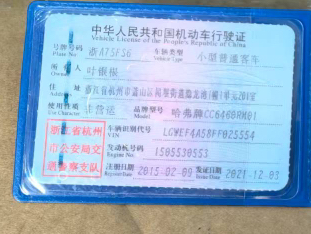 中华人民共和国机动车行驶证
Vehicle License of the People's Republic of China
号牌号码 浙A75FS6 车辆类型 小型普通客车
Plate No. Vehicle Type
所有人 叶银根
Owner
住址
Address
使用性质 非营运 品牌型号 哈弗牌CC6468RM01
Use Character Model
浙江省杭州
市公安局交
通警察支队
车辆识别代号 LGWEF4A58FF025554
VIN
发动机号码 1505530553
Engine No.
注册日期 2015-02-09 发证日期 2021-12-03
Register Date Issue Date